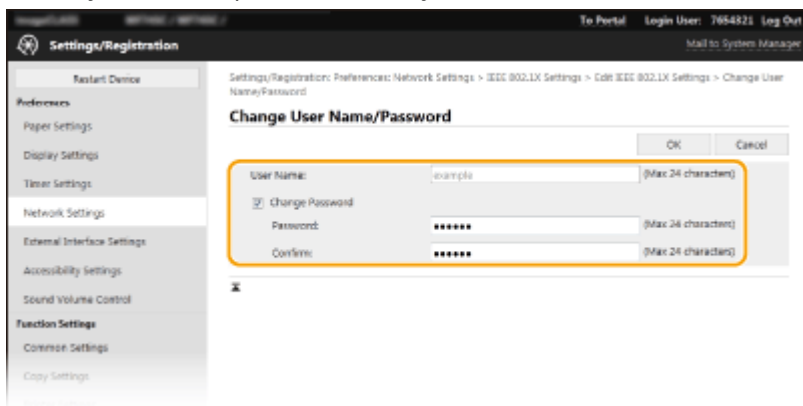 To Portal Login User: 7654321 Log Out
Settings/Registration
Mail to System Manager
Restart Device
Settings/Registration: Preferences: Network Settings > IEEE 802.1X Settings > Edit IEEE 802.1X Settings > Change User
Name/Password
Preferences
Change User Name/Password
Paper Settings
OK Cancel
Display Settings
User Name: example (Max 24 characters)
Timer Settings
Change Password
Network Settings
Password: •••••• (Max 24 characters)
External Interface Settings
Confirm: •••••• (Max 24 characters)
Accessibility Settings
Sound Volume Control
Function Settings
Common Settings
Copy Settings